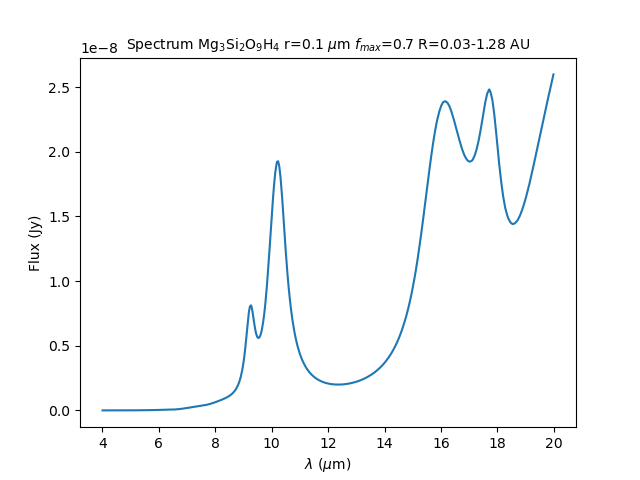 1e−8 Spectrum Mg₃Si₂O₉H₄ r=0.1 μm f_max=0.7 R=0.03-1.28 AU
2.5
2.0
1.5
1.0
0.5
0.0
Flux (Jy)
4 6 8 10 12 14 16 18 20
λ (μm)